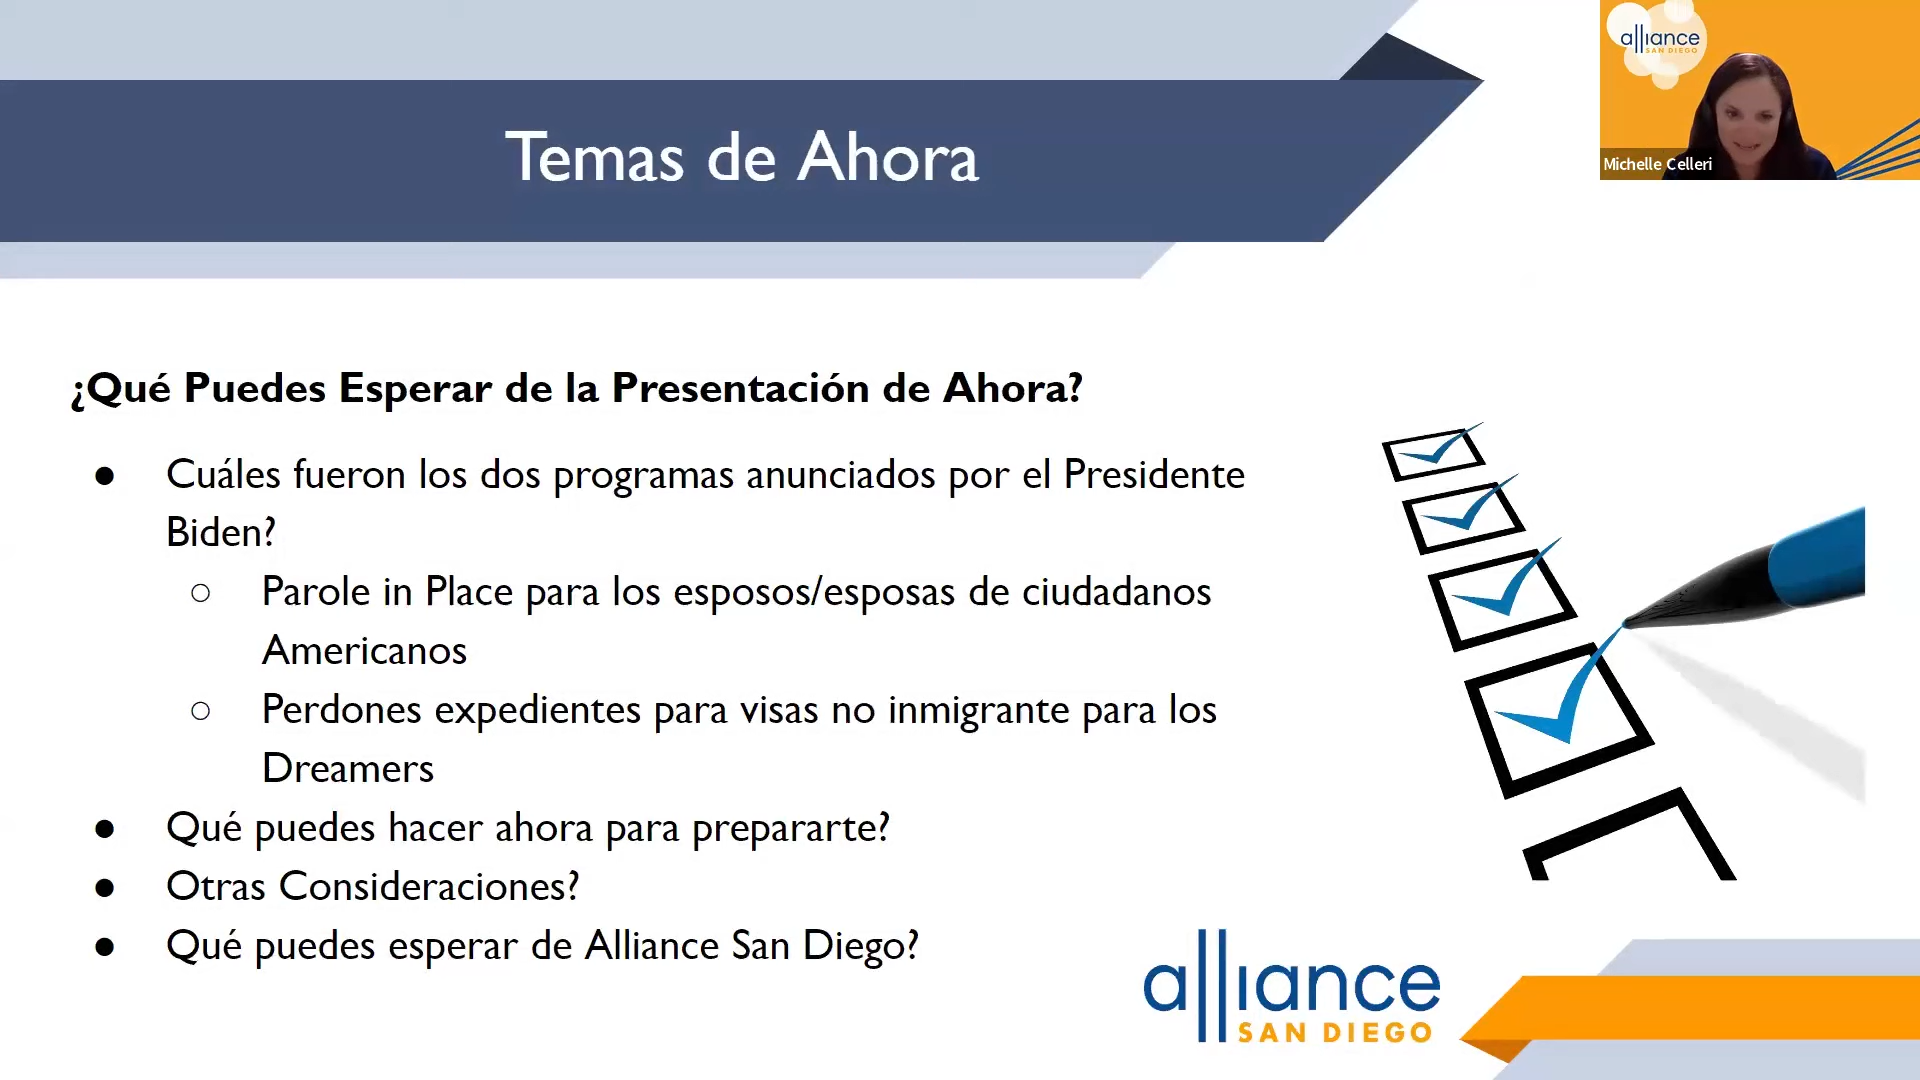 alliance
SAN DIEGO
Michelle Celleri
Temas de Ahora
¿Qué Puedes Esperar de la Presentación de Ahora?
● Cuáles fueron los dos programas anunciados por el Presidente
Biden?
○ Parole in Place para los esposos/esposas de ciudadanos
Americanos
○ Perdones expedientes para visas no inmigrante para los
Dreamers
● Qué puedes hacer ahora para prepararte?
● Otras Consideraciones?
● Qué puedes esperar de Alliance San Diego?
alliance
SAN DIEGO